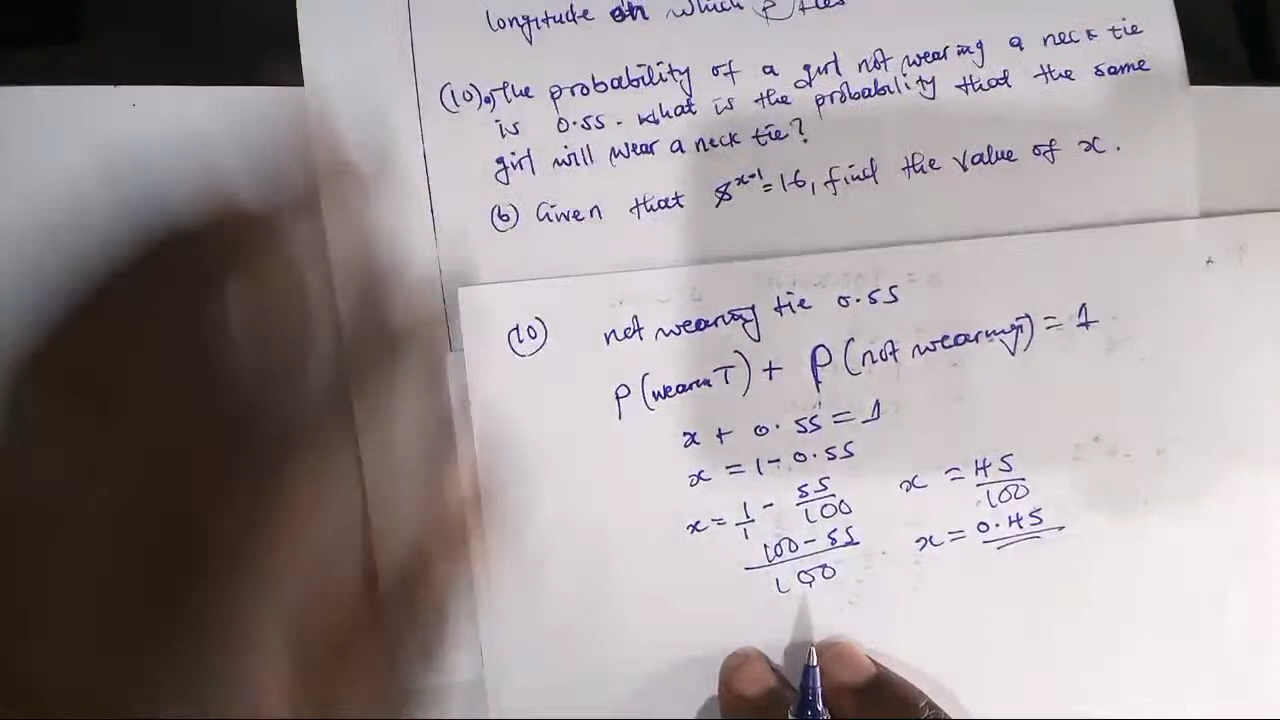 longitude on which P lies
(10)a) The probability of a girl not wearing a neck tie
is 0.55. What is the probability that the same
girl will wear a neck tie?
(b) Given that 8^{x-1}=16, find the value of x.
(10) not wearing tie 0.55
P(wearin T) + P(not wearingT) = 1
x + 0.55 = 1
x = 1 - 0.55
x = 1/1 - 55/100
100 - 55
100
x = 45/100
x = 0.45